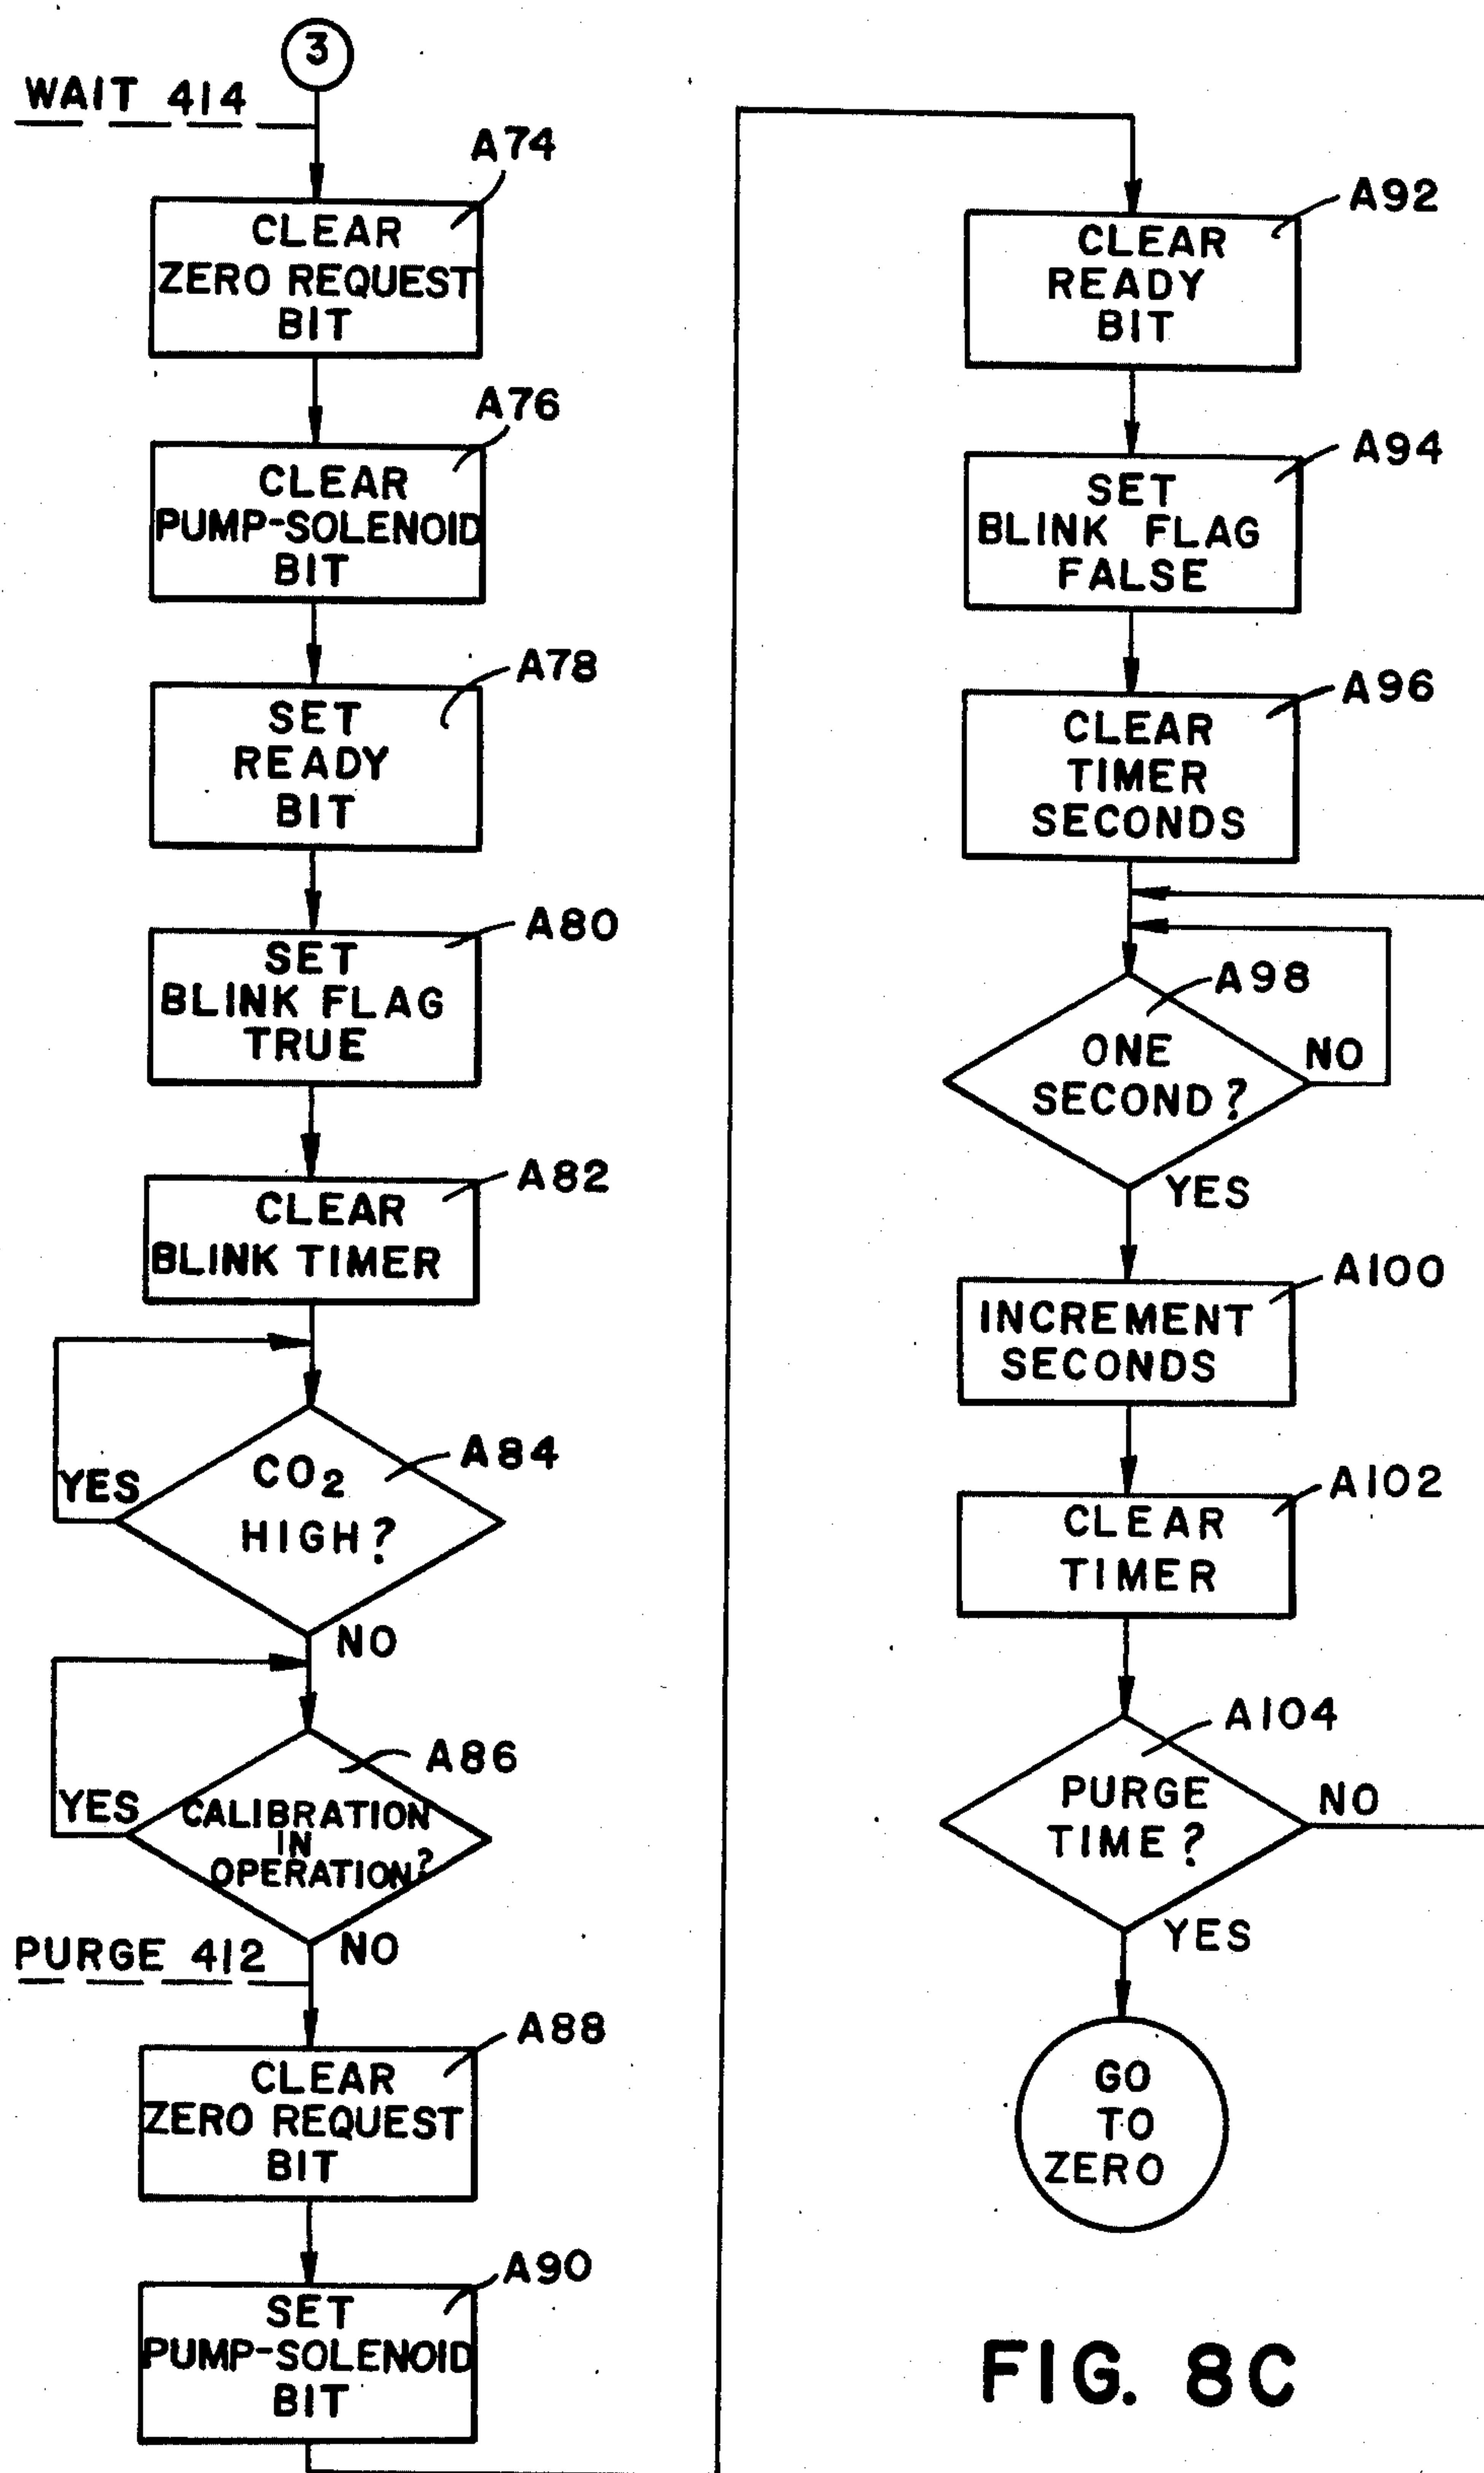 3
WAIT 414
A74
CLEAR
ZERO REQUEST
BIT
A76
CLEAR
PUMP-SOLENOID
BIT
A78
SET
READY
BIT
A80
SET
BLINK FLAG
TRUE
A82
CLEAR
BLINK TIMER
A84
CO₂
HIGH?
YES
NO
A86
CALIBRATION
IN
OPERATION?
YES
NO
PURGE 412
A88
CLEAR
ZERO REQUEST
BIT
A90
SET
PUMP-SOLENOID
BIT
A92
CLEAR
READY
BIT
A94
SET
BLINK FLAG
FALSE
A96
CLEAR
TIMER
SECONDS
A98
ONE
SECOND?
NO
YES
A100
INCREMENT
SECONDS
A102
CLEAR
TIMER
A104
PURGE
TIME?
NO
YES
GO
TO
ZERO
FIG. 8C